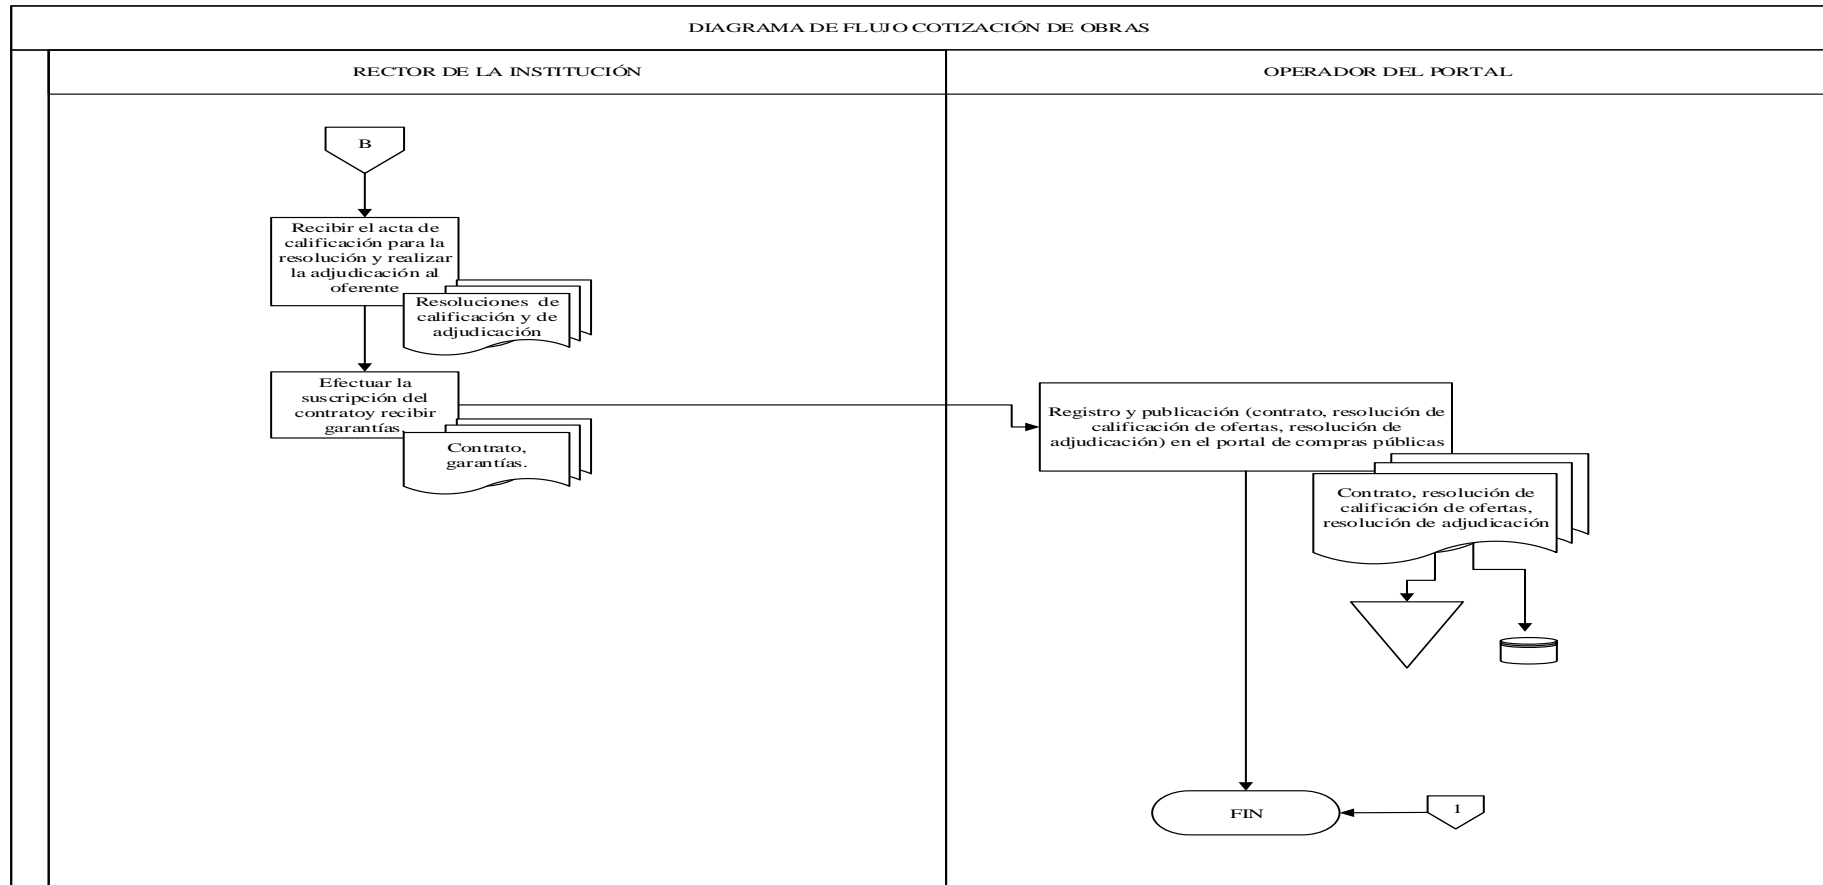 DIAGRAMA DE FLUJO COTIZACIÓN DE OBRAS
RECTOR DE LA INSTITUCIÓN
OPERADOR DEL PORTAL
B
Recibir el acta de
calificación para la
resolución y realizar
la adjudicación al
oferente
Resoluciones de
calificación y de
adjudicación
Efectuar la
suscripción del
contratoy recibir
garantías.
Contrato,
garantías.
Registro y publicación (contrato, resolución de
calificación de ofertas, resolución de
adjudicación) en el portal de compras públicas
Contrato, resolución de
calificación de ofertas,
resolución de adjudicación
FIN
1